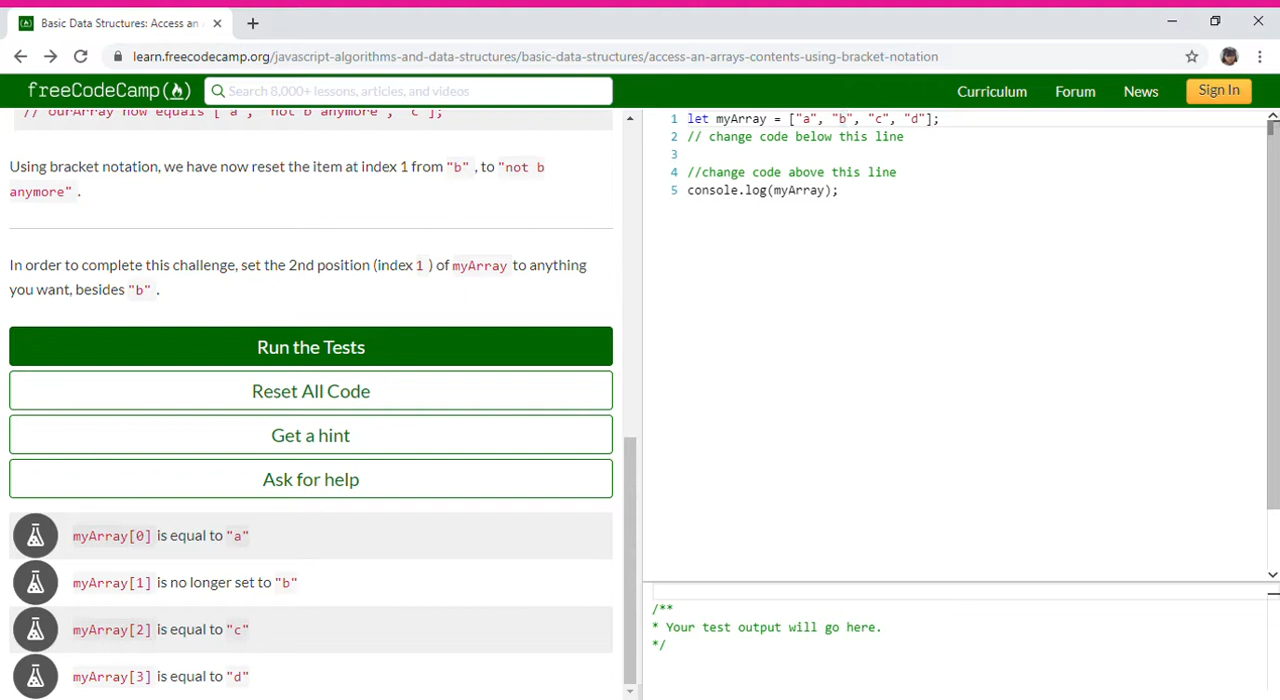 Basic Data Structures: Access an
learn.freecodecamp.org/javascript-algorithms-and-data-structures/basic-data-structures/access-an-arrays-contents-using-bracket-notation
freeCodeCamp
Search 8,000+ lessons, articles, and videos
Curriculum
Forum
News
Sign In
// ourArray now equals ["a", "not b anymore", "c"];
Using bracket notation, we have now reset the item at index 1 from "b" , to "not b
anymore" .
In order to complete this challenge, set the 2nd position (index 1 ) of myArray to anything
you want, besides "b" .
Run the Tests
Reset All Code
Get a hint
Ask for help
myArray[0] is equal to "a"
myArray[1] is no longer set to "b"
myArray[2] is equal to "c"
myArray[3] is equal to "d"
1 let myArray = ["a", "b", "c", "d"];
2 // change code below this line
3
4 //change code above this line
5 console.log(myArray);
/**
* Your test output will go here.
*/